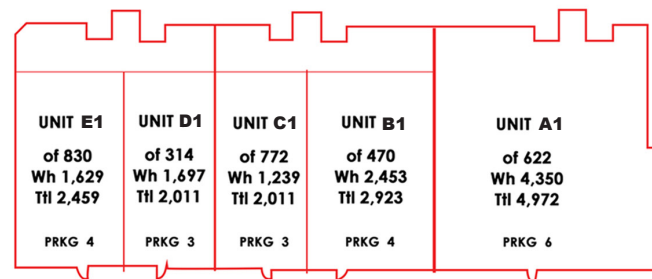 UNIT E1
of 830
Wh 1,629
Ttl 2,459
PRKG 4
UNIT D1
of 314
Wh 1,697
Ttl 2,011
PRKG 3
UNIT C1
of 772
Wh 1,239
Ttl 2,011
PRKG 3
UNIT B1
of 470
Wh 2,453
Ttl 2,923
PRKG 4
UNIT A1
of 622
Wh 4,350
Ttl 4,972
PRKG 6